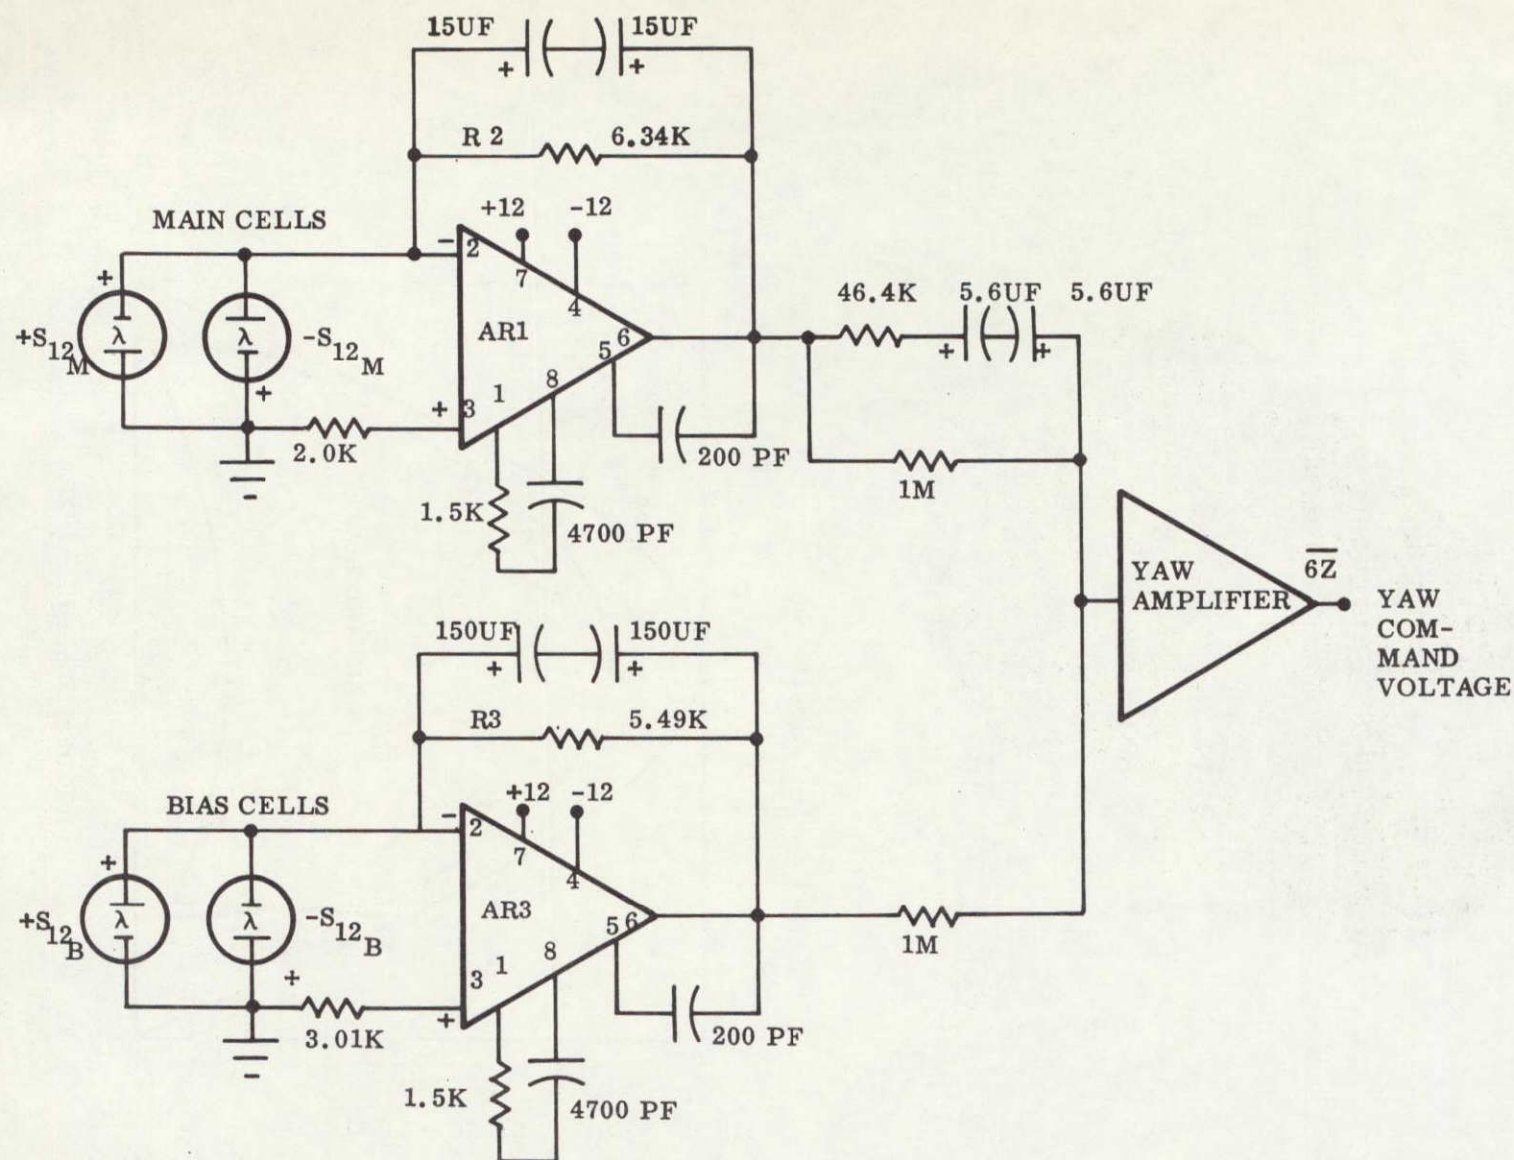 15UF 15UF
+ +
R 2 6.34K
MAIN CELLS
+12 -12
+ - 2
7
4
+S12M λ λ -S12M
AR1
6
5
+
+ 3 1 8
2.0K
200 PF
1.5K
4700 PF
46.4K 5.6UF 5.6UF
+ +
1M
YAW
AMPLIFIER
6Z
YAW
COM-
MAND
VOLTAGE
150UF 150UF
+ +
R3 5.49K
BIAS CELLS
+12 -12
+ - 2
7
4
+S12B λ λ -S12B
AR3
5 6
+
3 1 8
+
3.01K
200 PF
1.5K
4700 PF
1M